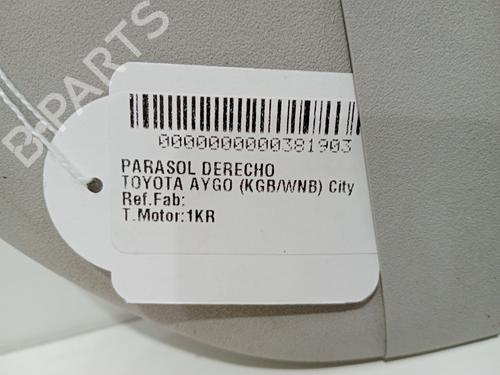 B-PARTS
0000000000381903
PARASOL DERECHO
TOYOTA AYGO (KGB/WNB) City
Ref.Fab:
T.Motor:1KR